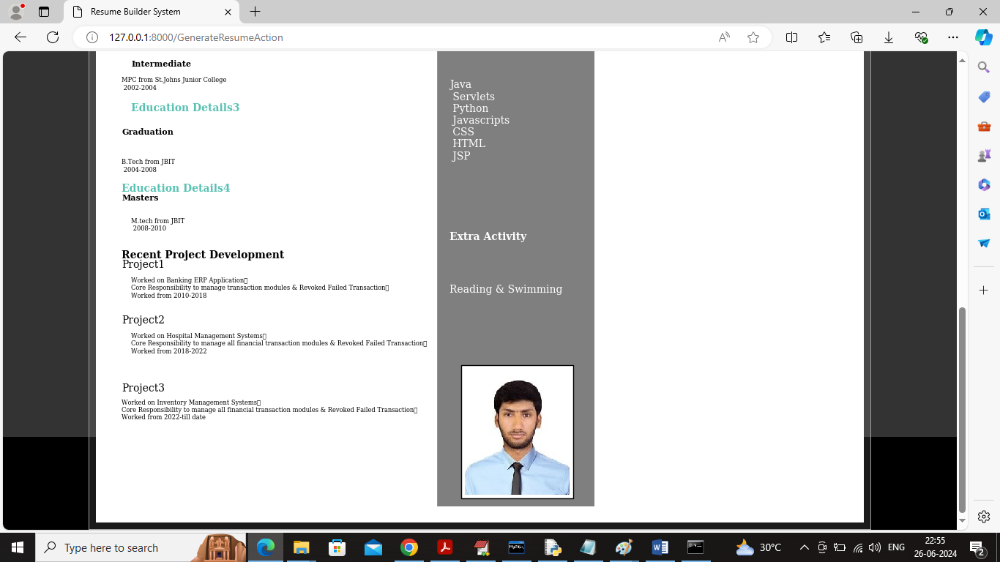 Resume Builder System
127.0.0.1:8000/GenerateResumeAction
Intermediate
MPC from St.Johns Junior College
2002-2004
Education Details3
Graduation
B.Tech from JBIT
2004-2008
Education Details4
Masters
M.tech from JBIT
2008-2010
Recent Project Development
Project1
Worked on Banking ERP Application
Core Responsibility to manage transaction modules & Revoked Failed Transaction
Worked from 2010-2018
Project2
Worked on Hospital Management Systems
Core Responsibility to manage all financial transaction modules & Revoked Failed Transaction
Worked from 2018-2022
Project3
Worked on Inventory Management Systems
Core Responsibility to manage all financial transaction modules & Revoked Failed Transaction
Worked from 2022-till date
Java
Servlets
Python
Javascripts
CSS
HTML
JSP
Extra Activity
Reading & Swimming
Type here to search
30°C
ENG
22:55
26-06-2024
2